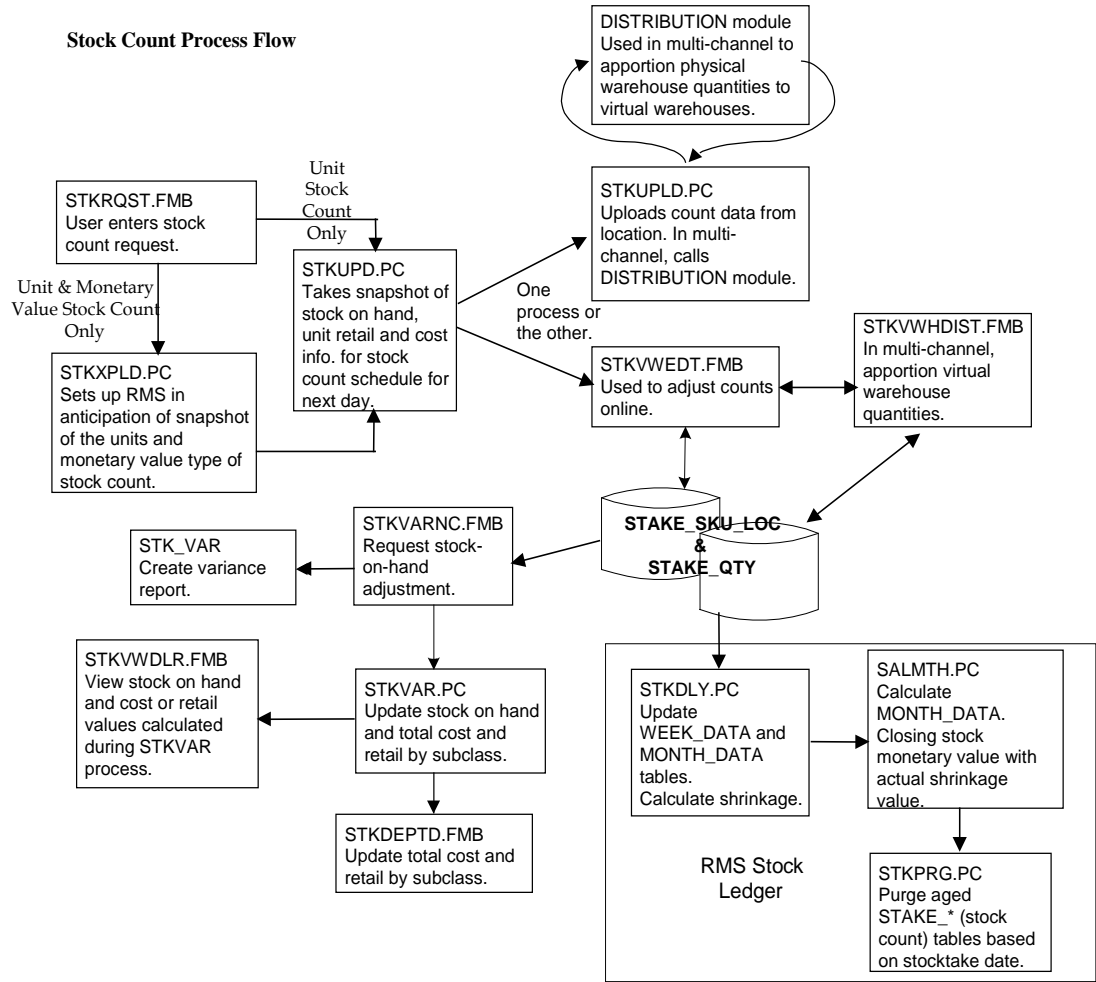 Stock Count Process Flow
DISTRIBUTION module
Used in multi-channel to
apportion physical
warehouse quantities to
virtual warehouses.
STKRQST.FMB
User enters stock
count request.
Unit
Stock
Count
Only
STKUPLD.PC
Uploads count data from
location. In multi-
channel, calls
DISTRIBUTION module.
Unit & Monetary
Value Stock Count
Only
STKUPD.PC
Takes snapshot of
stock on hand,
unit retail and cost
info. for stock
count schedule for
next day.
One
process or
the other.
STKXPLD.PC
Sets up RMS in
anticipation of snapshot
of the units and
monetary value type of
stock count.
STKVWEDT.FMB
Used to adjust counts
online.
STKVWHDIST.FMB
In multi-channel,
apportion virtual
warehouse
quantities.
STAKE_SKU_LOC
&
STAKE_QTY
STKVARNC.FMB
Request stock-
on-hand
adjustment.
STK_VAR
Create variance
report.
STKVWDLR.FMB
View stock on hand
and cost or retail
values calculated
during STKVAR
process.
STKVAR.PC
Update stock on hand
and total cost and
retail by subclass.
STKDEPTD.FMB
Update total cost and
retail by subclass.
STKDLY.PC
Update
WEEK_DATA and
MONTH_DATA
tables.
Calculate shrinkage.
SALMTH.PC
Calculate
MONTH_DATA.
Closing stock
monetary value with
actual shrinkage
value.
RMS Stock
Ledger
STKPRG.PC
Purge aged
STAKE_* (stock
count) tables based
on stocktake date.